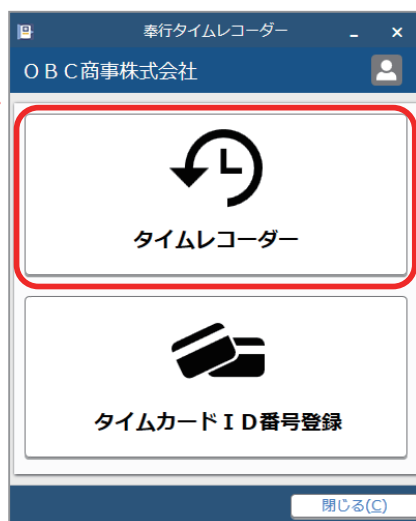 奉行タイムレコーダー
ＯＢＣ商事株式会社
タイムレコーダー
タイムカードＩＤ番号登録
閉じる(C)